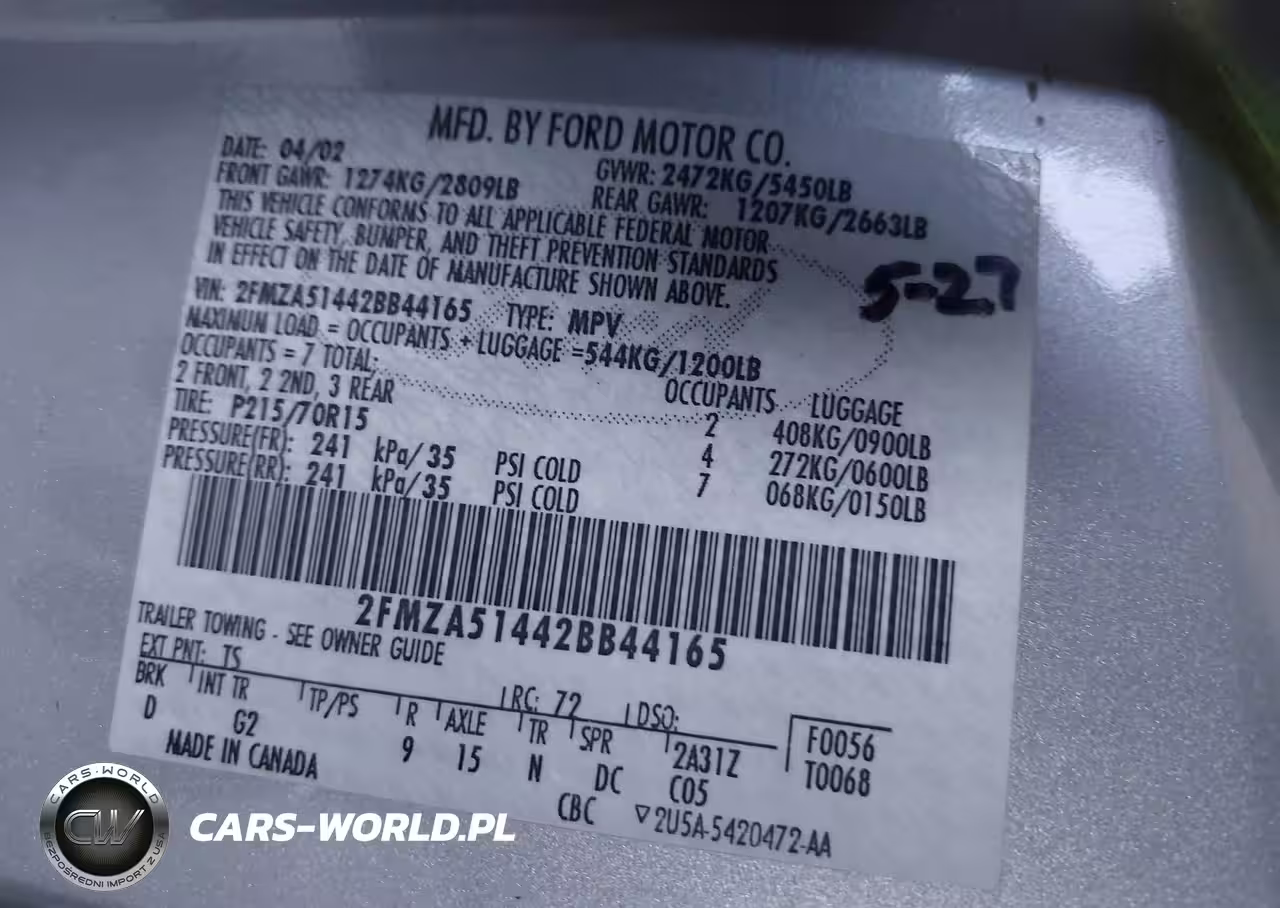 MFD. BY FORD MOTOR CO.
DATE: 04/02 GVWR: 2472KG/5450LB
FRONT GAWR: 1274KG/2809LB REAR GAWR: 1207KG/2663LB
THIS VEHICLE CONFORMS TO ALL APPLICABLE FEDERAL MOTOR
VEHICLE SAFETY, BUMPER, AND THEFT PREVENTION STANDARDS
IN EFFECT ON THE DATE OF MANUFACTURE SHOWN ABOVE.
5-27
VIN: 2FMZA51442BB44165 TYPE: MPV
MAXIMUM LOAD = OCCUPANTS + LUGGAGE =544KG/1200LB
OCCUPANTS = 7 TOTAL; OCCUPANTS LUGGAGE
2 FRONT, 2 2ND, 3 REAR 2 408KG/0900LB
TIRE: P215/70R15 4 272KG/0600LB
PRESSURE(FR): 241 kPa/35 PSI COLD 7 068KG/0150LB
PRESSURE(RR): 241 kPa/35 PSI COLD
2FMZA51442BB44165
TRAILER TOWING - SEE OWNER GUIDE
EXT PNT: TS RC: 72 DSO:
BRK INT TR TP/PS R AXLE TR SPR 2A31Z F0056
D G2 9 15 N DC C05 T0068
MADE IN CANADA CBC ▽2U5A-5420472-AA
CARS-WORLD
CW
BEZPOŚREDNI IMPORT Z USA
CARS-WORLD.PL